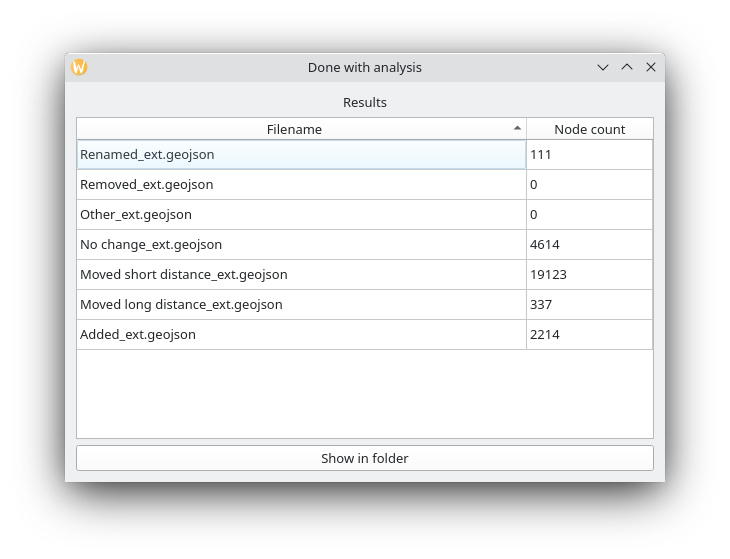 Done with analysis
Results
Filename Node count
Renamed_ext.geojson 111
Removed_ext.geojson 0
Other_ext.geojson 0
No change_ext.geojson 4614
Moved short distance_ext.geojson 19123
Moved long distance_ext.geojson 337
Added_ext.geojson 2214
Show in folder